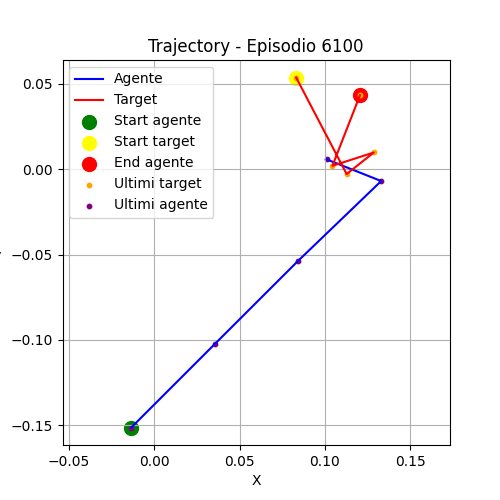 Trajectory - Episodio 6100
Agente
Target
Start agente
Start target
End agente
Ultimi target
Ultimi agente
0.05
0.00
−0.05
−0.10
−0.15
−0.05
0.00
0.05
0.10
0.15
X